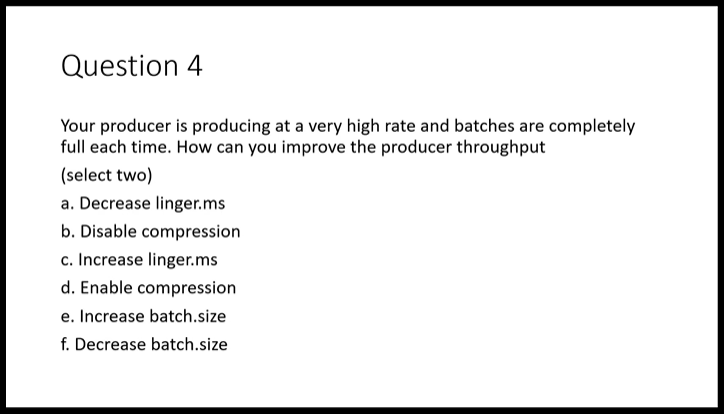 Question 4
Your producer is producing at a very high rate and batches are completely
full each time. How can you improve the producer throughput
(select two)
a. Decrease linger.ms
b. Disable compression
c. Increase linger.ms
d. Enable compression
e. Increase batch.size
f. Decrease batch.size